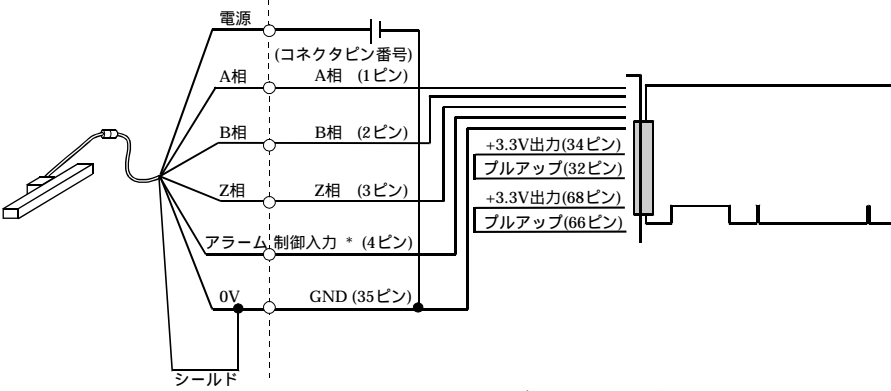 電源
(コネクタピン番号)
A相 A相 (1ピン)
B相 B相 (2ピン)
+3.3V出力(34ピン)
プルアップ(32ピン)
Z相 Z相 (3ピン)
+3.3V出力(68ピン)
プルアップ(66ピン)
アラーム 制御入力 * (4ピン)
0V GND (35ピン)
シールド